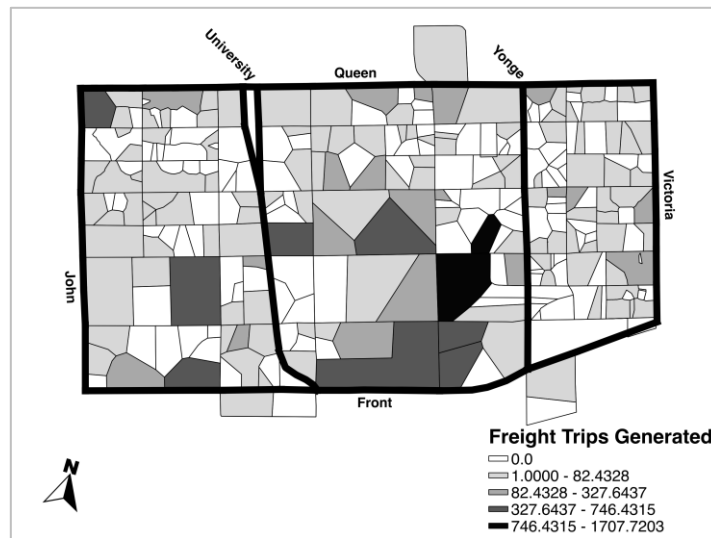 University
Queen
Yonge
Victoria
John
Front
N
Freight Trips Generated
0.0
1.0000 - 82.4328
82.4328 - 327.6437
327.6437 - 746.4315
746.4315 - 1707.7203